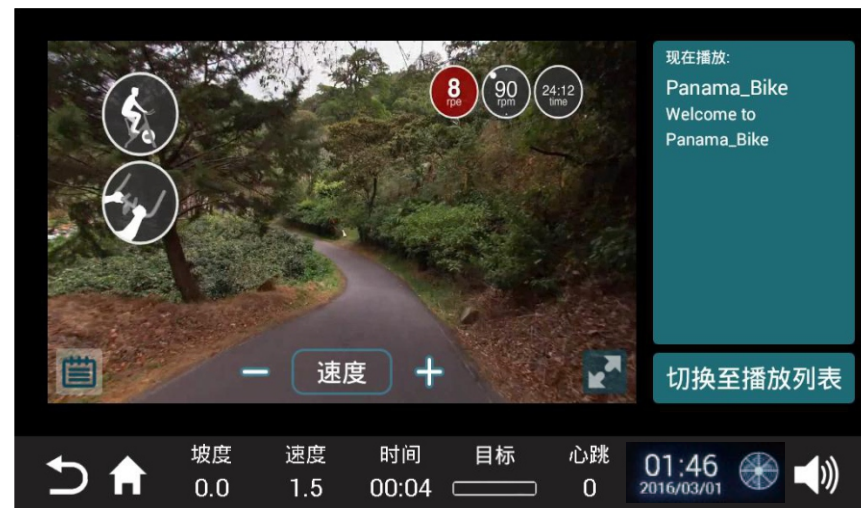 8
rpe
90
rpm
24:12
time
现在播放:
Panama_Bike
Welcome to
Panama_Bike
速度
切换至播放列表
坡度
0.0
速度
1.5
时间
00:04
目标
心跳
0
01:46
2016/03/01